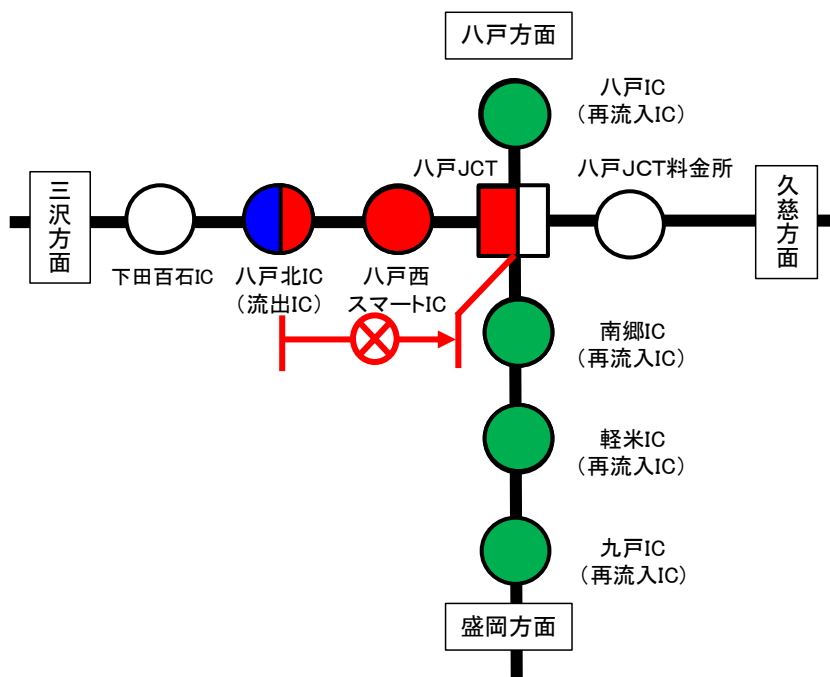 八戸方面
八戸IC
（再流入IC）
八戸JCT
八戸JCT料金所
三沢方面
久慈方面
下田百石IC
八戸北IC
（流出IC）
八戸西
スマートIC
南郷IC
（再流入IC）
軽米IC
（再流入IC）
九戸IC
（再流入IC）
盛岡方面